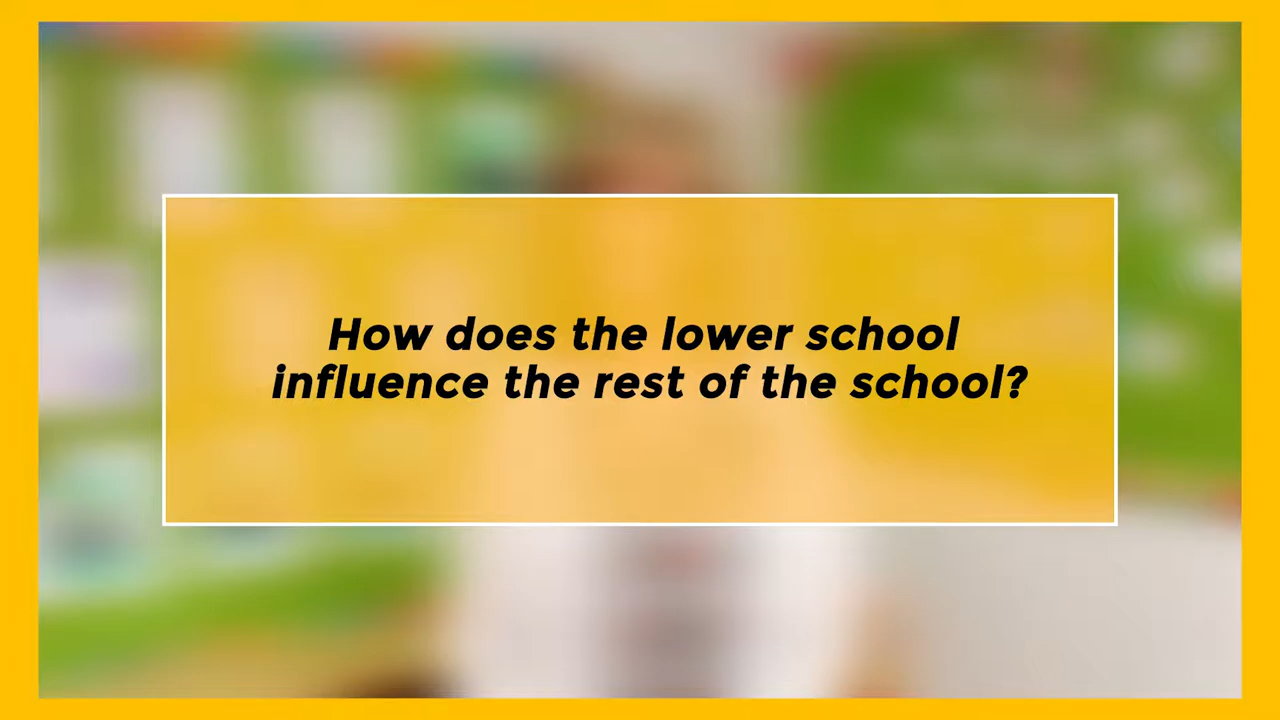 How does the lower school
influence the rest of the school?